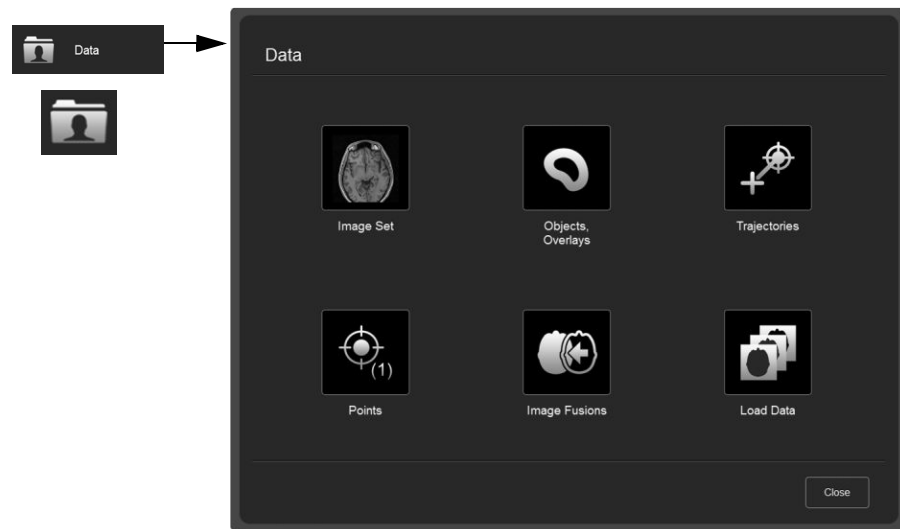 Data
Data
Image Set
Objects,
Overlays
Trajectories
(1)
Points
Image Fusions
Load Data
Close